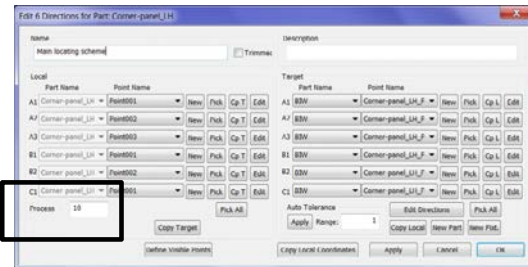 Edit 6 Directions for Part: Corner-panel_LH
Name
Description
Main locating scheme
Trimmed
Local
Target
Part Name Point Name
Part Name Point Name
A1 Corner-panel_LH Point001 New Pick Cp T Edit
A1 BIW Corner-panel_LH_F New Pick Cp L Edit
A2 Corner-panel_LH Point002 New Pick Cp T Edit
A2 BIW Corner-panel_LH_F New Pick Cp L Edit
A3 Corner-panel_LH Point003 New Pick Cp T Edit
A3 BIW Corner-panel_LH_F New Pick Cp L Edit
B1 Corner-panel_LH Point001 New Pick Cp T Edit
B1 BIW Corner-panel_LH_F New Pick Cp L Edit
B2 Corner-panel_LH Point002 New Pick Cp T Edit
B2 BIW Corner-panel_LH_F New Pick Cp L Edit
C1 Corner-panel_LH Point001 New Pick Cp T Edit
C1 BIW Corner-panel_LH_F New Pick Cp L Edit
Process 10
Pick All
Auto Tolerance
Edit Directions Pick All
Copy Target
Apply Range: 1
Copy Local New Part New Pint.
Define Visible Points
Copy Local Coordinates Apply Cancel OK